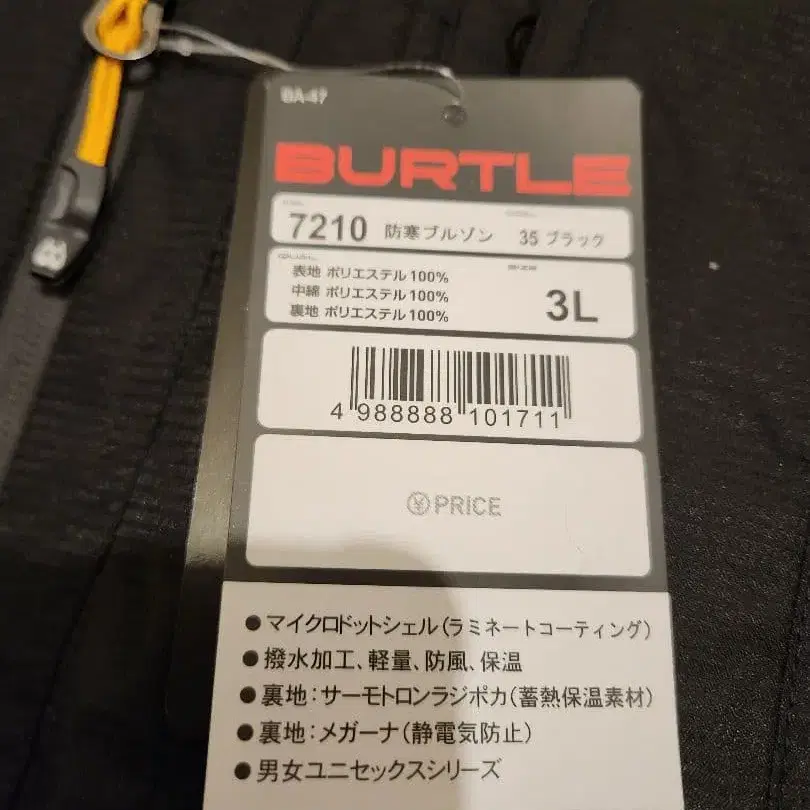 BA-47
BURTLE
7210 防寒ブルゾン 35 ブラック
表地 ポリエステル100%
中綿 ポリエステル100%
裏地 ポリエステル100%
3L
4 988888 101711
¥PRICE
●マイクロドットシェル(ラミネートコーティング)
●撥水加工、軽量、防風、保温
●裏地:サーモトロンラジポカ(蓄熱保温素材)
●裏地:メガーナ(静電気防止)
●男女ユニセックスシリーズ